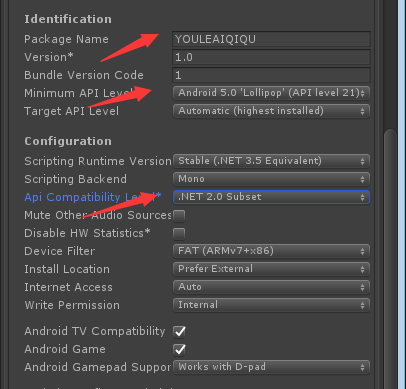 Identification
Package Name YOULEAIQIQU
Version* 1.0
Bundle Version Code 1
Minimum API Level Android 5.0 'Lollipop' (API level 21)
Target API Level Automatic (highest installed)
Configuration
Scripting Runtime Version Stable (.NET 3.5 Equivalent)
Scripting Backend Mono
Api Compatibility Level* .NET 2.0 Subset
Mute Other Audio Sources
Disable HW Statistics*
Device Filter FAT (ARMv7+x86)
Install Location Prefer External
Internet Access Auto
Write Permission Internal
Android TV Compatibility
Android Game
Android Gamepad Suppor Works with D-pad